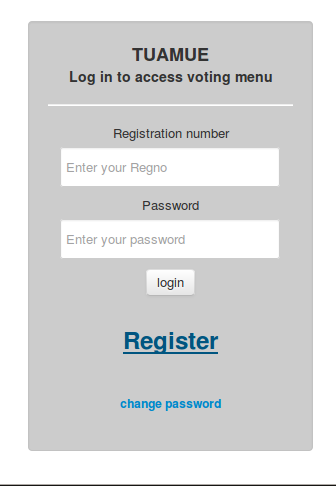 TUAMUE
Log in to access voting menu
Registration number
Enter your Regno
Password
Enter your password
login
Register
change password